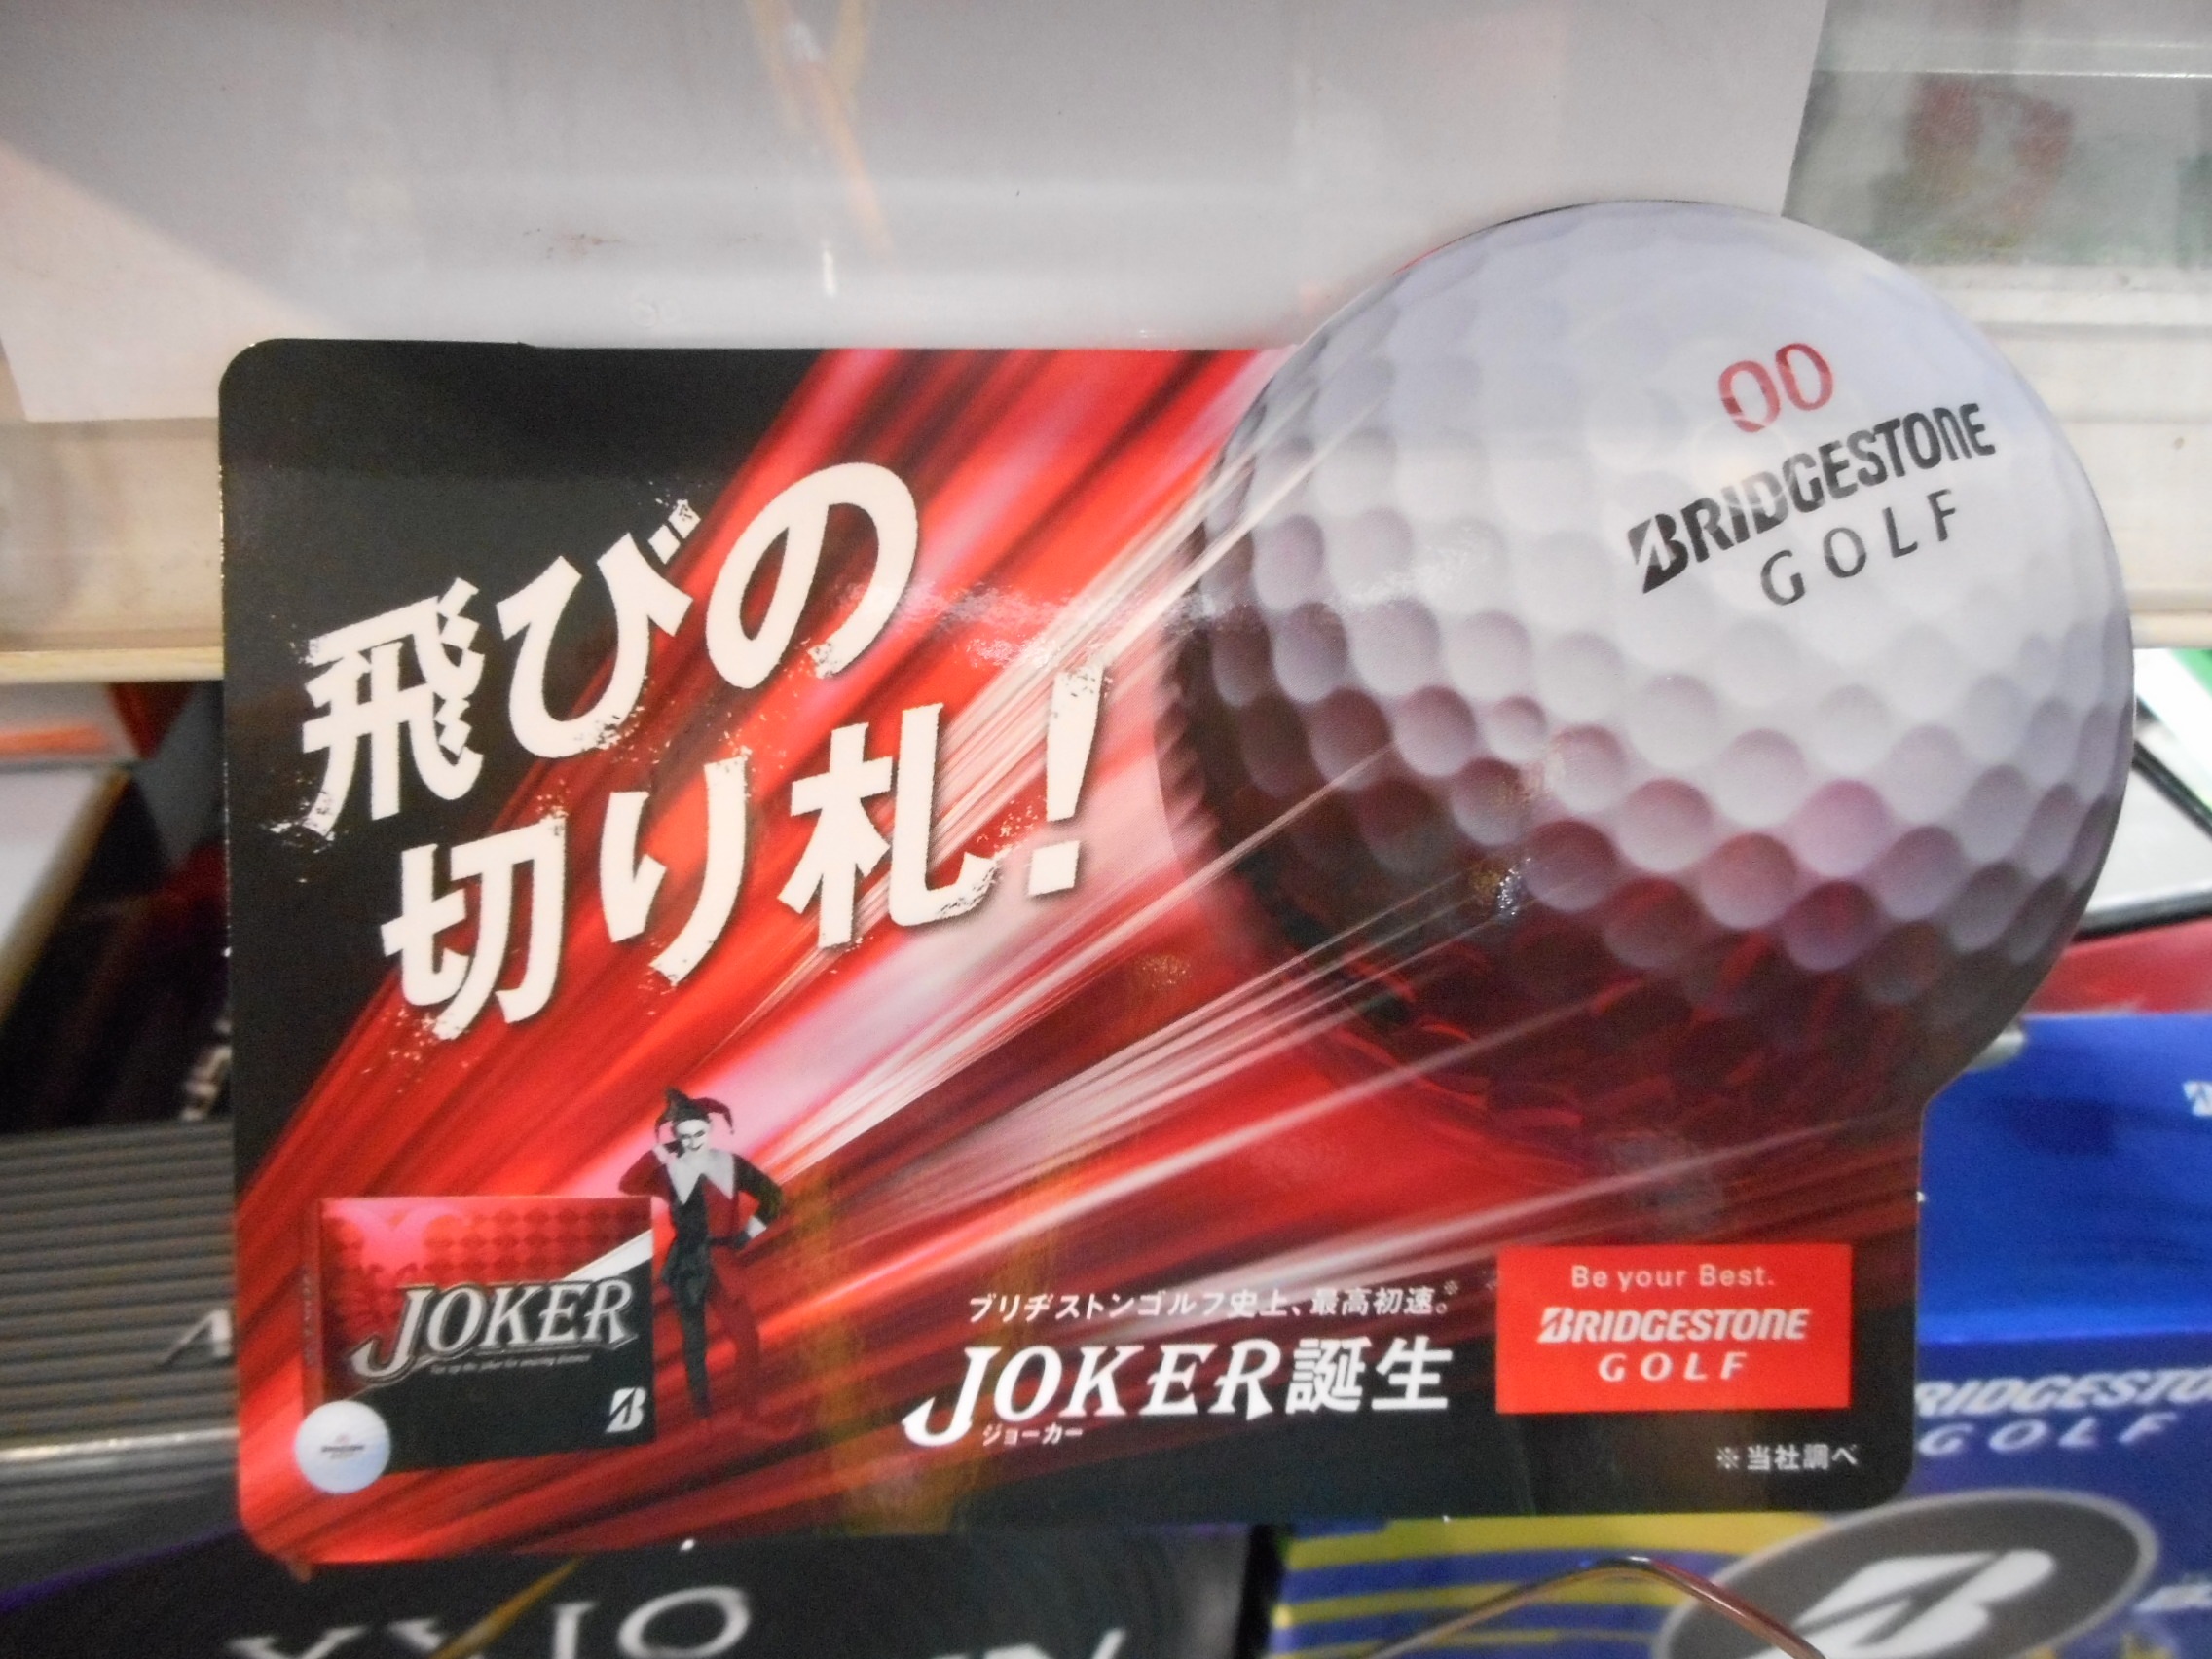 00
BRIDGESTONE
GOLF
飛びの
切り札!
JOKER
B
ブリヂストンゴルフ史上、最高初速。※
JOKER誕生
ジョーカー
Be your Best.
BRIDGESTONE
GOLF
※当社調べ
RIDGESTO
GOLF
B